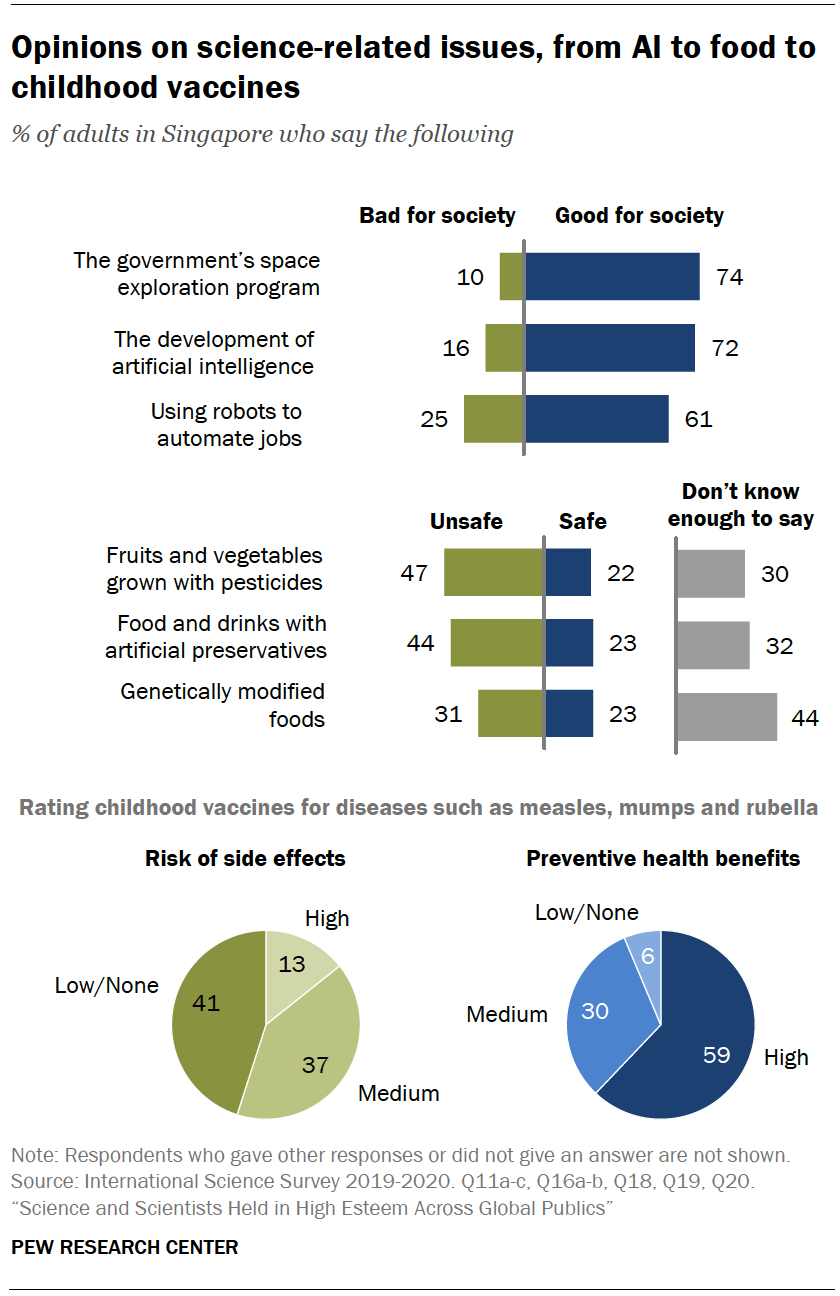 Opinions on science-related issues, from AI to food to
childhood vaccines
% of adults in Singapore who say the following
Bad for society Good for society
The government's space
exploration program
10 74
The development of
artificial intelligence
16 72
Using robots to
automate jobs
25 61
Unsafe Safe Don't know
enough to say
Fruits and vegetables
grown with pesticides
47 22 30
Food and drinks with
artificial preservatives
44 23 32
Genetically modified
foods
31 23 44
Rating childhood vaccines for diseases such as measles, mumps and rubella
Risk of side effects
High
13
Low/None
41
37
Medium
Preventive health benefits
Low/None
6
Medium
30
59
High
Note: Respondents who gave other responses or did not give an answer are not shown.
Source: International Science Survey 2019-2020. Q11a-c, Q16a-b, Q18, Q19, Q20.
“Science and Scientists Held in High Esteem Across Global Publics”
PEW RESEARCH CENTER